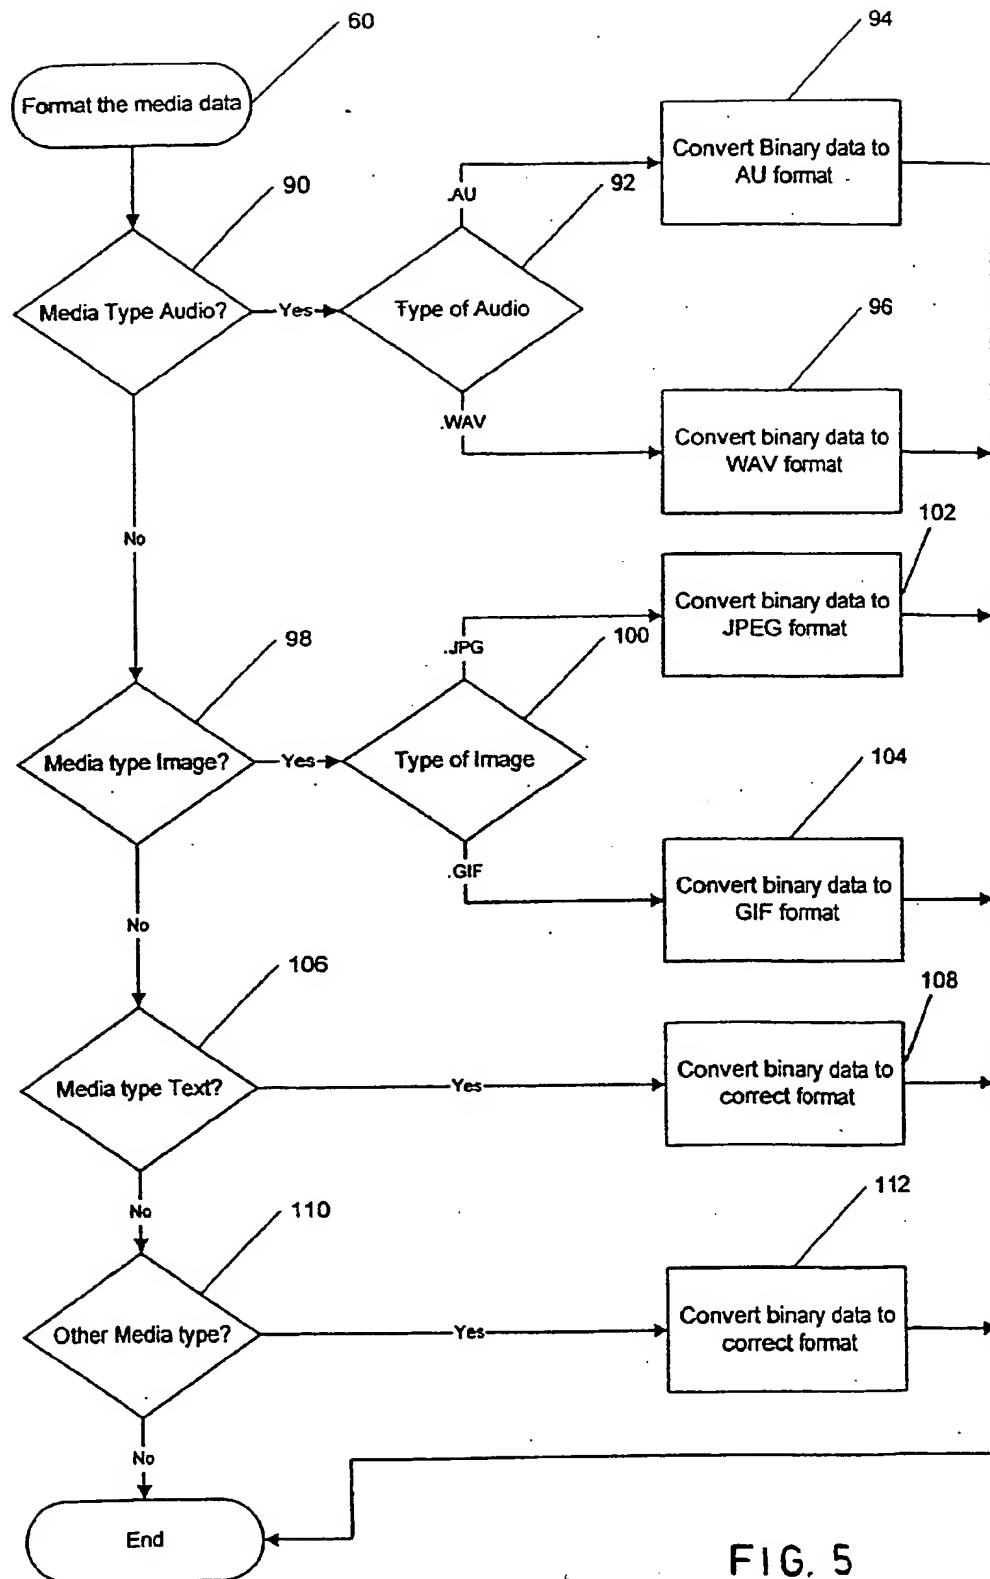 60
Format the media data
94
Convert Binary data to
AU format
90
92
.AU
Media Type Audio?
Yes
Type of Audio
96
.WAV
Convert binary data to
WAV format
No
102
Convert binary data to
JPEG format
98
100
.JPG
Media type Image?
Yes
Type of Image
104
.GIF
Convert binary data to
GIF format
No
106
108
Media type Text?
Yes
Convert binary data to
correct format
No
110
112
Other Media type?
Yes
Convert binary data to
correct format
No
End
FIG. 5